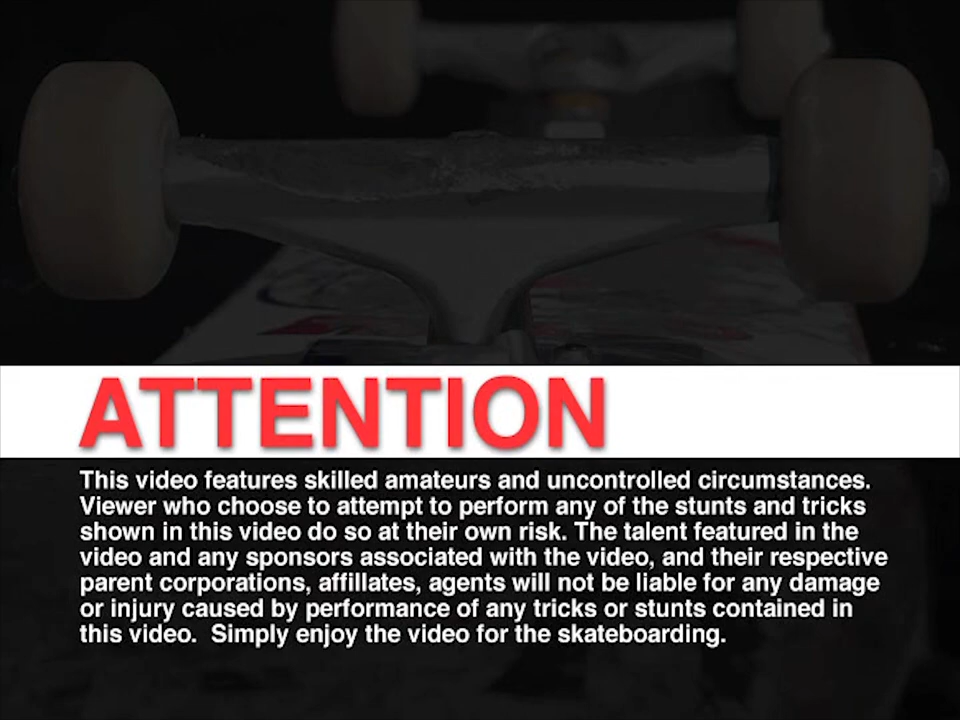 ATTENTION
This video features skilled amateurs and uncontrolled circumstances.
Viewer who choose to attempt to perform any of the stunts and tricks
shown in this video do so at their own risk. The talent featured in the
video and any sponsors associated with the video, and their respective
parent corporations, affillates, agents will not be liable for any damage
or injury caused by performance of any tricks or stunts contained in
this video.  Simply enjoy the video for the skateboarding.